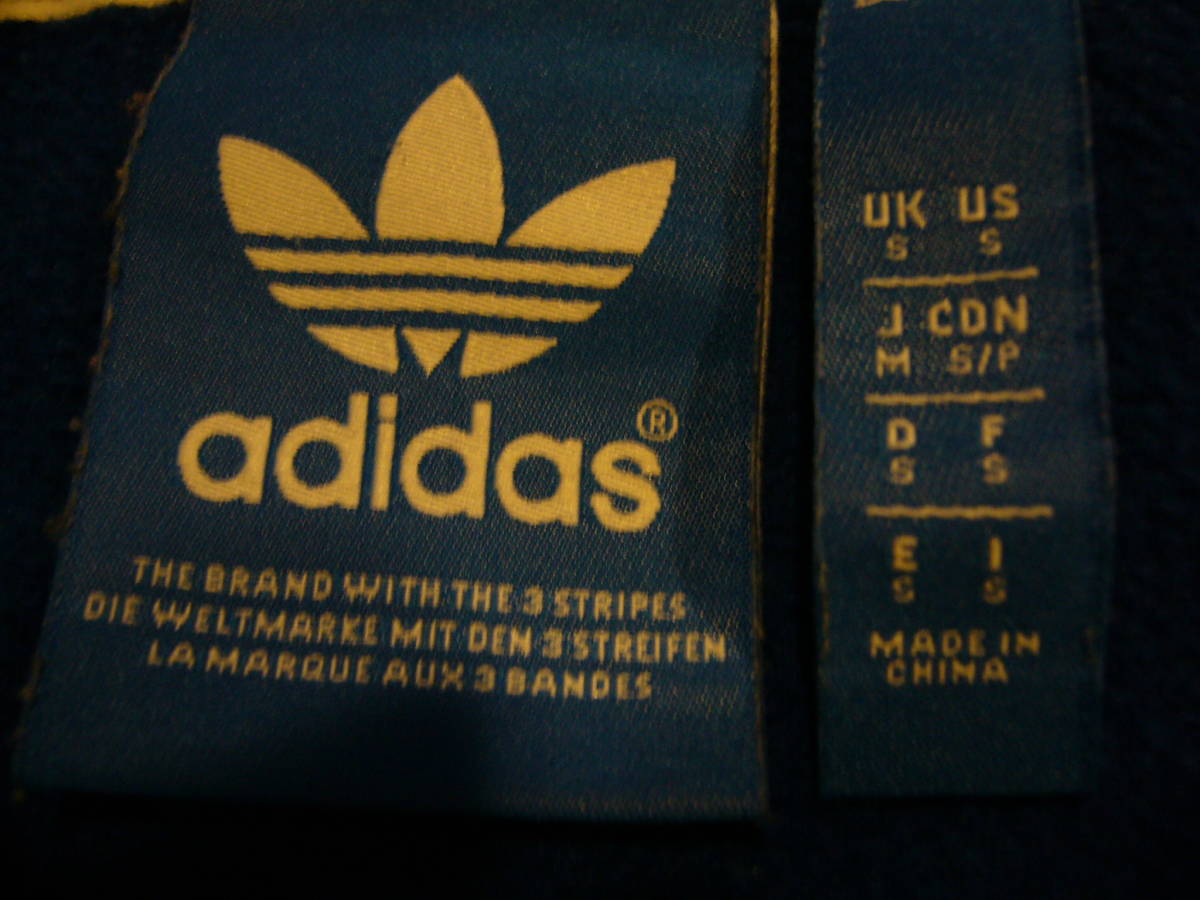 adidas®
THE BRAND WITH THE 3 STRIPES
DIE WELTMARKE MIT DEN 3 STREIFEN
LA MARQUE AUX 3 BANDES
UK US
S S
J CDN
M S/P
D F
S S
E I
S S
MADE IN
CHINA